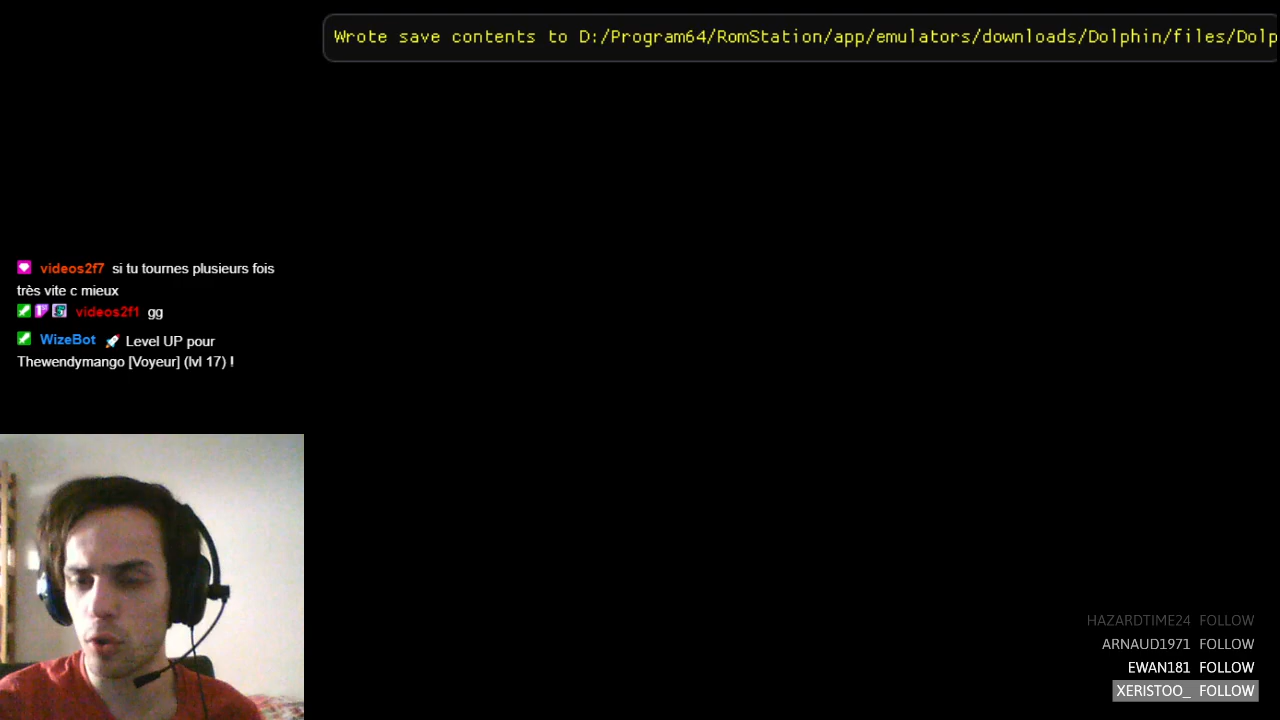 Wrote save contents to D:/Program64/RomStation/app/emulators/downloads/Dolphin/files/Dolp
videos2f7 si tu tournes plusieurs fois
très vite c mieux
videos2f1 gg
WizeBot 🚀 Level UP pour
Thewendymango [Voyeur] (lvl 17) !
HAZARDTIME24 FOLLOW
ARNAUD1971 FOLLOW
EWAN181 FOLLOW
XERISTOO_ FOLLOW